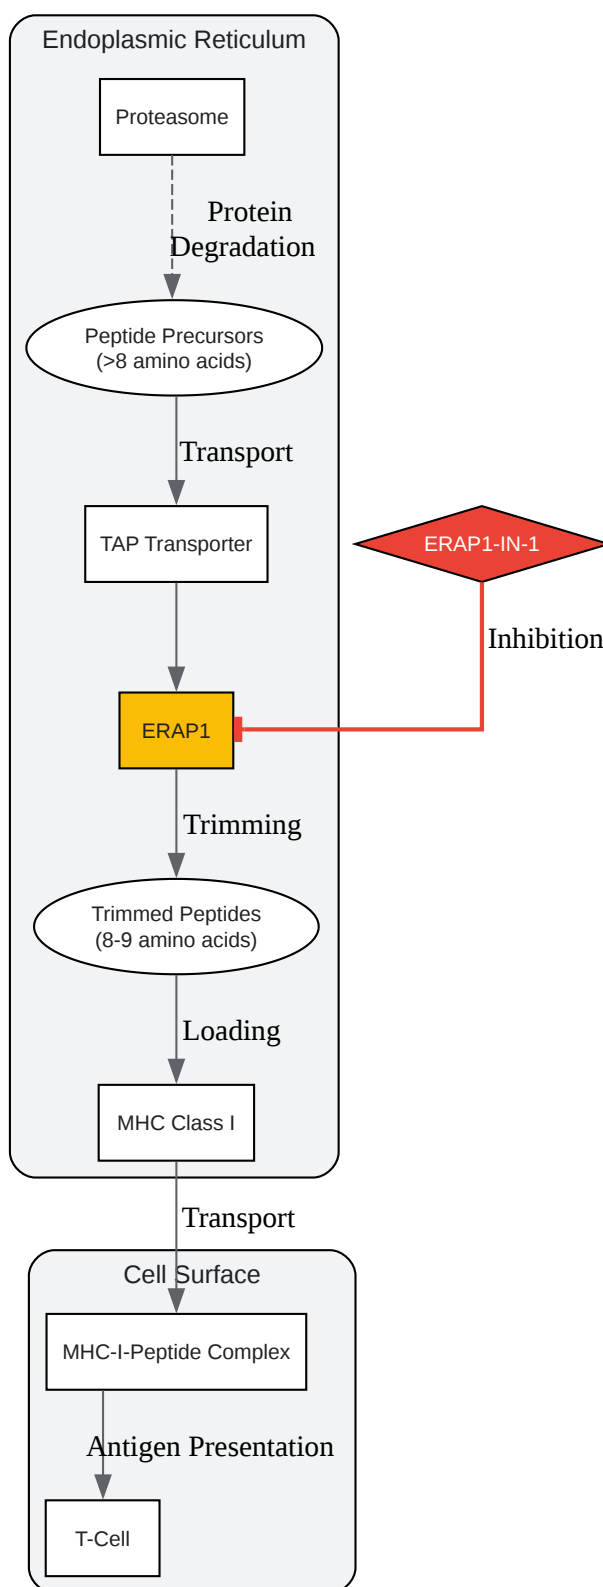 Endoplasmic Reticulum
Proteasome
Protein
Degradation
Peptide Precursors
(>8 amino acids)
Transport
TAP Transporter
ERAP1-IN-1
Inhibition
ERAP1
Trimming
Trimmed Peptides
(8-9 amino acids)
Loading
MHC Class I
Transport
Cell Surface
MHC-I-Peptide Complex
Antigen Presentation
T-Cell